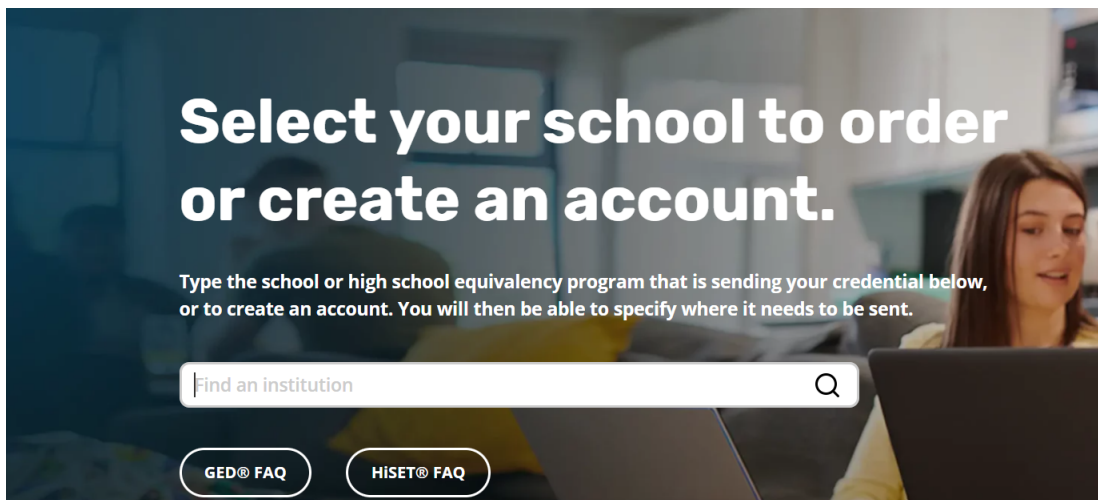 Select your school to order
or create an account.
Type the school or high school equivalency program that is sending your credential below,
or to create an account. You will then be able to specify where it needs to be sent.
Find an institution
GED® FAQ
HiSET® FAQ